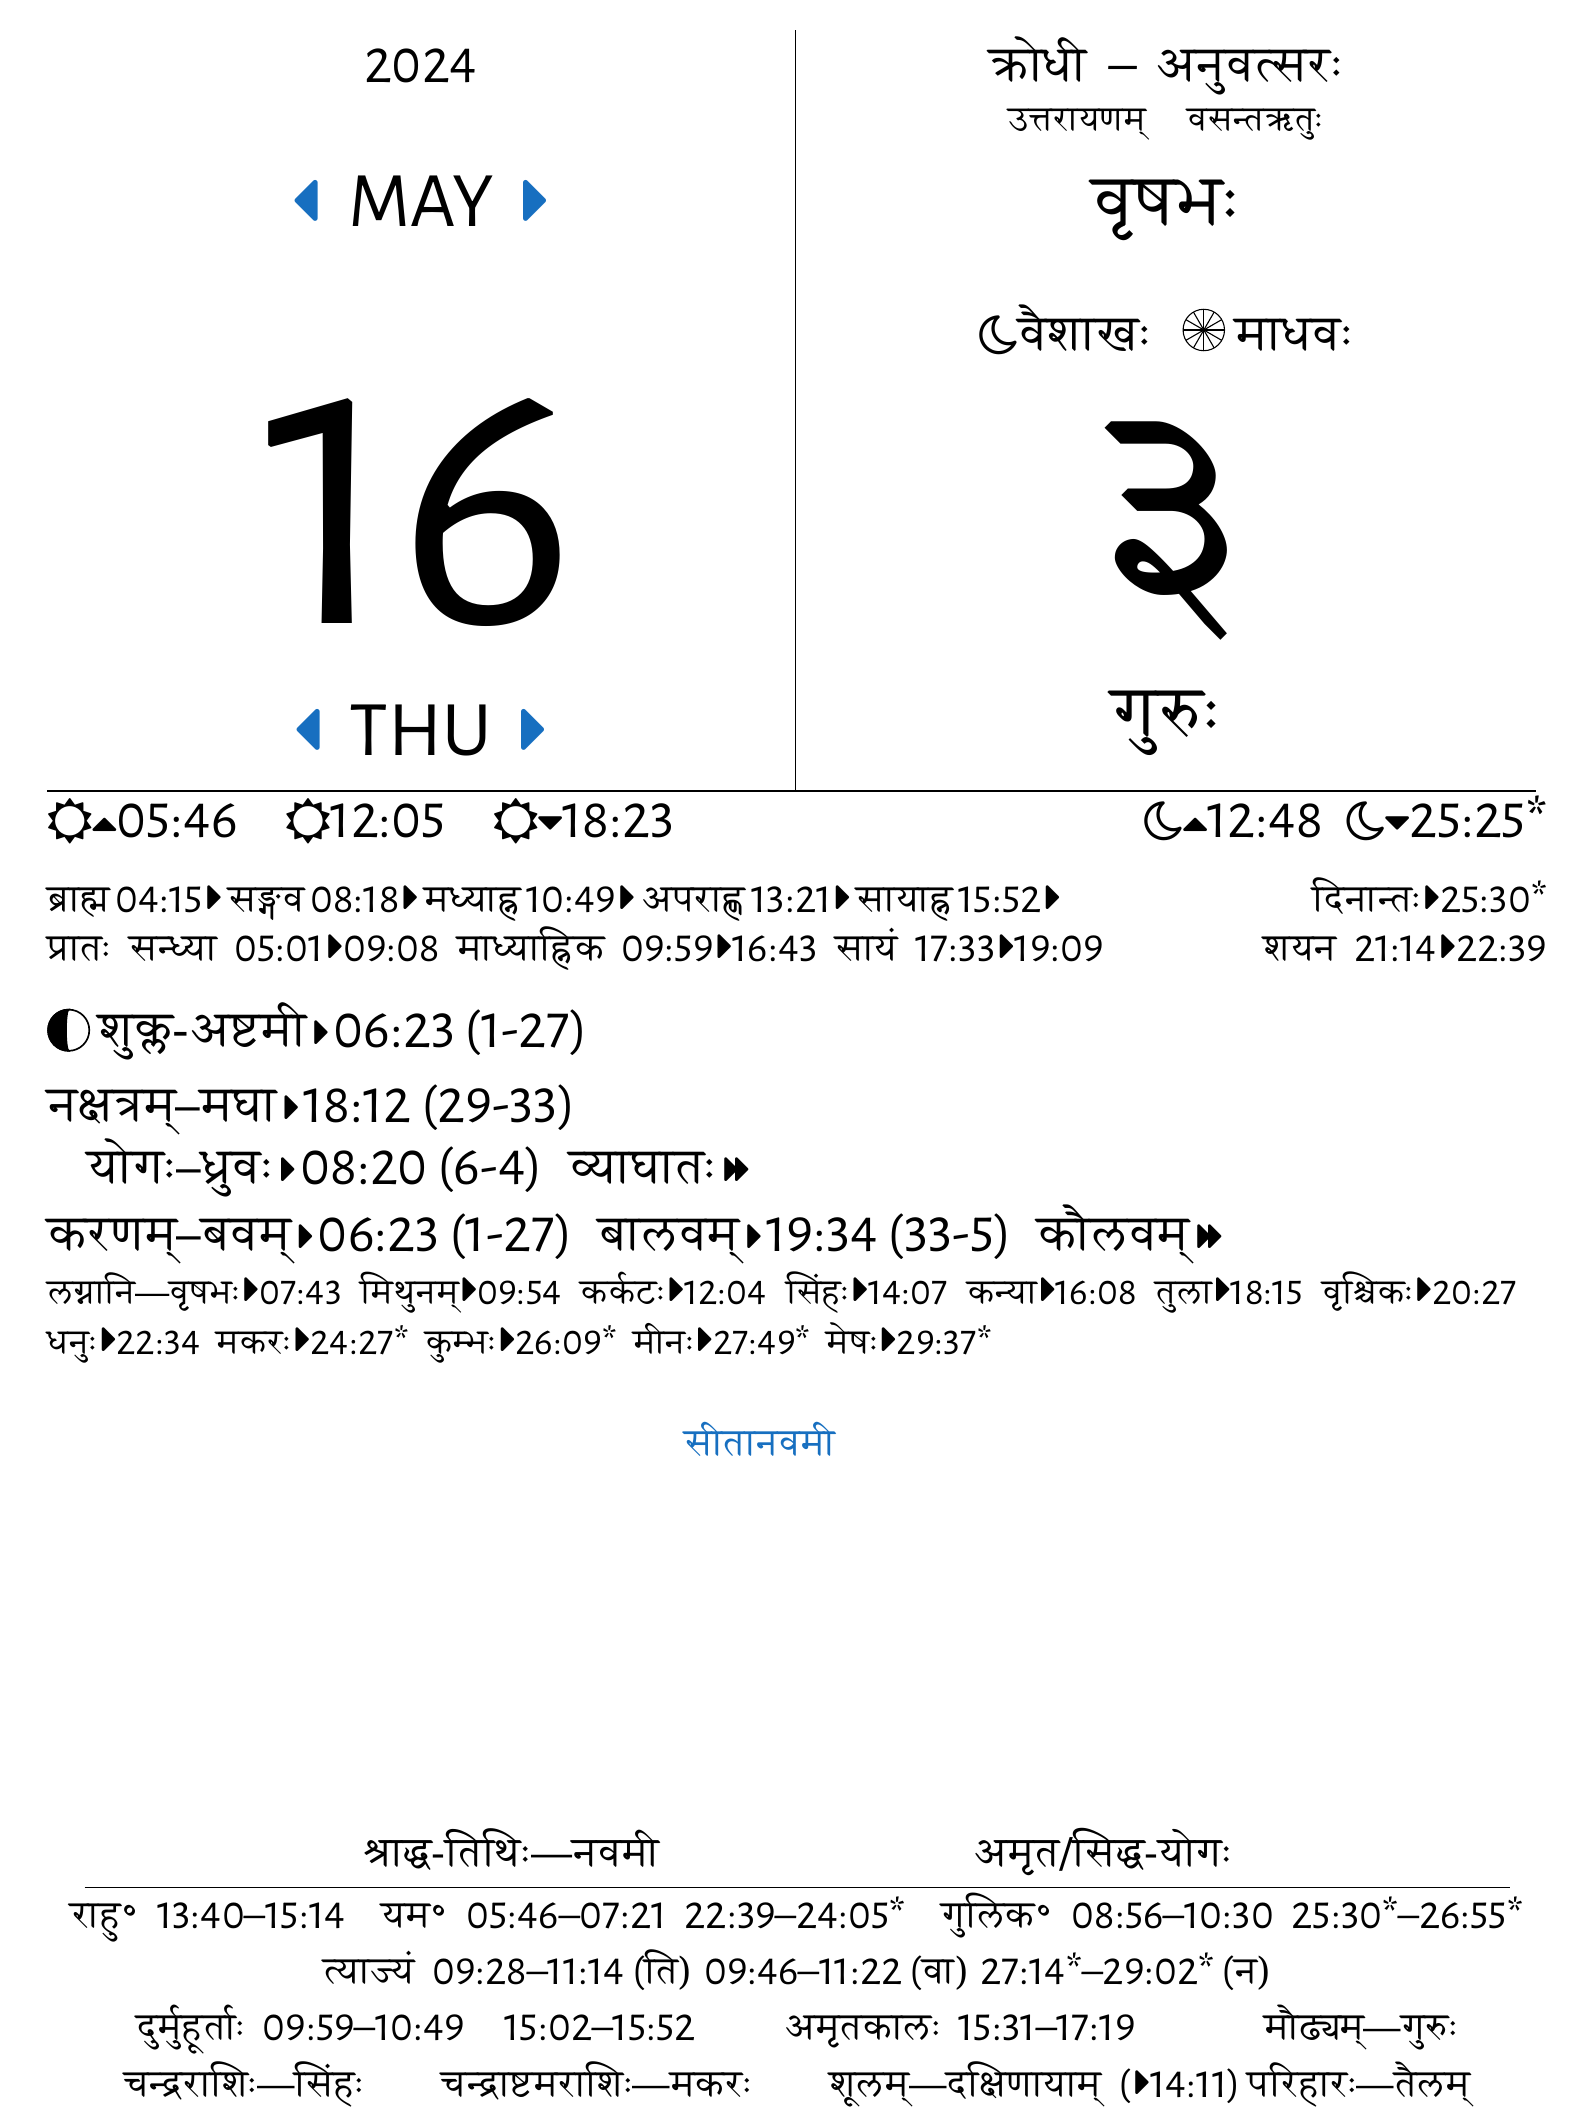 2024
MAY
16
THU
क्रोधी – अनुवत्सरः
उत्तरायणम् वसन्तऋतुः
वृषभः
वैशाखः माधवः
३
गुरुः
05:46 12:05 18:23 12:48 25:25*
ब्राह्म 04:15 सङ्गव 08:18 मध्याह्न 10:49 अपराह्ण 13:21 सायाह्न 15:52 दिनान्तः 25:30*
प्रातः सन्ध्या 05:01 09:08 माध्याह्निक 09:59 16:43 सायं 17:33 19:09 शयन 21:14 22:39
शुक्ल-अष्टमी 06:23 (1-27)
नक्षत्रम्–मघा 18:12 (29-33)
योगः–ध्रुवः 08:20 (6-4) व्याघातः
करणम्–बवम् 06:23 (1-27) बालवम् 19:34 (33-5) कौलवम्
लग्नानि—वृषभः 07:43 मिथुनम् 09:54 कर्कटः 12:04 सिंहः 14:07 कन्या 16:08 तुला 18:15 वृश्चिकः 20:27
धनुः 22:34 मकरः 24:27* कुम्भः 26:09* मीनः 27:49* मेषः 29:37*
सीतानवमी
श्राद्ध-तिथिः—नवमी अमृत/सिद्ध-योगः
राहु॰ 13:40–15:14 यम॰ 05:46–07:21 22:39–24:05* गुलिक॰ 08:56–10:30 25:30*–26:55*
त्याज्यं 09:28–11:14 (ति) 09:46–11:22 (वा) 27:14*–29:02* (न)
दुर्मुहूर्ताः 09:59–10:49 15:02–15:52 अमृतकालः 15:31–17:19 मौढ्यम्—गुरुः
चन्द्रराशिः—सिंहः चन्द्राष्टमराशिः—मकरः शूलम्—दक्षिणायाम् (14:11) परिहारः—तैलम्